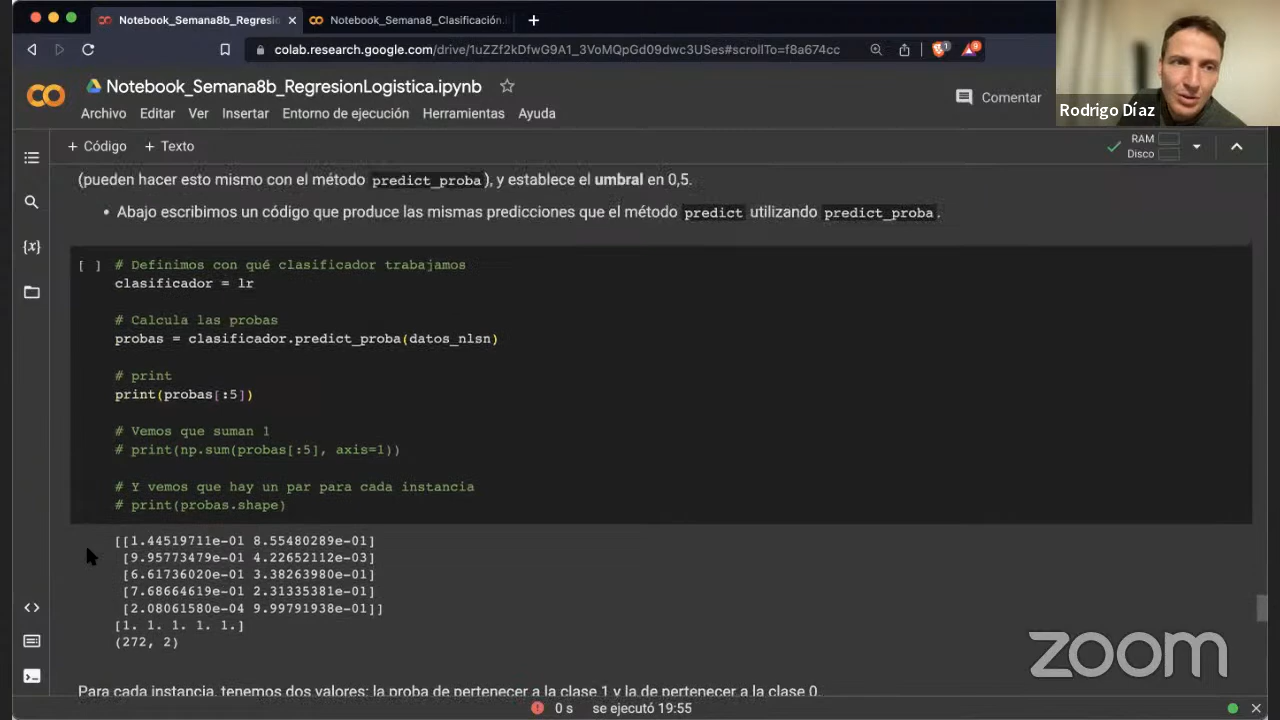 Notebook_Semana8b_Regresi
Notebook_Semana8_Clasificación.
colab.research.google.com/drive/1uZZf2kDfwG9A1_3VoMQpGd09dwc3USes#scrollTo=f8a674cc
Notebook_Semana8b_RegresionLogistica.ipynb
Archivo Editar Ver Insertar Entorno de ejecución Herramientas Ayuda
Comentar
Rodrigo Díaz
+ Código + Texto
RAM
Disco
(pueden hacer esto mismo con el método predict_proba), y establece el umbral en 0,5.
• Abajo escribimos un código que produce las mismas predicciones que el método predict utilizando predict_proba.
[ ] # Definimos con qué clasificador trabajamos
clasificador = lr
# Calcula las probas
probas = clasificador.predict_proba(datos_nlsn)
# print
print(probas[:5])
# Vemos que suman 1
# print(np.sum(probas[:5], axis=1))
# Y vemos que hay un par para cada instancia
# print(probas.shape)
[[1.44519711e-01 8.55480289e-01]
[9.95773479e-01 4.22652112e-03]
[6.61736020e-01 3.38263980e-01]
[7.68664619e-01 2.31335381e-01]
[2.08061580e-04 9.99791938e-01]]
[1. 1. 1. 1. 1.]
(272, 2)
Para cada instancia, tenemos dos valores: la proba de pertenecer a la clase 1 y la de pertenecer a la clase 0.
0 s se ejecutó 19:55
zoom